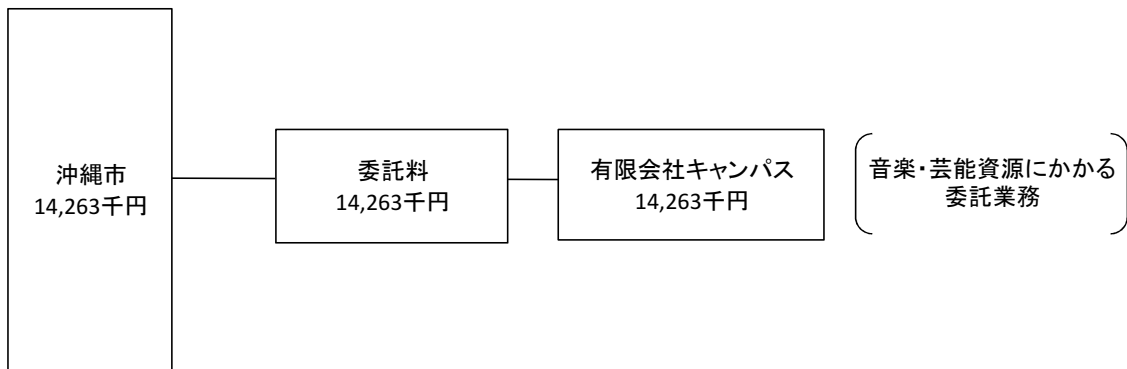 沖縄市
14,263千円
委託料
14,263千円
有限会社キャンパス
14,263千円
音楽・芸能資源にかかる
委託業務